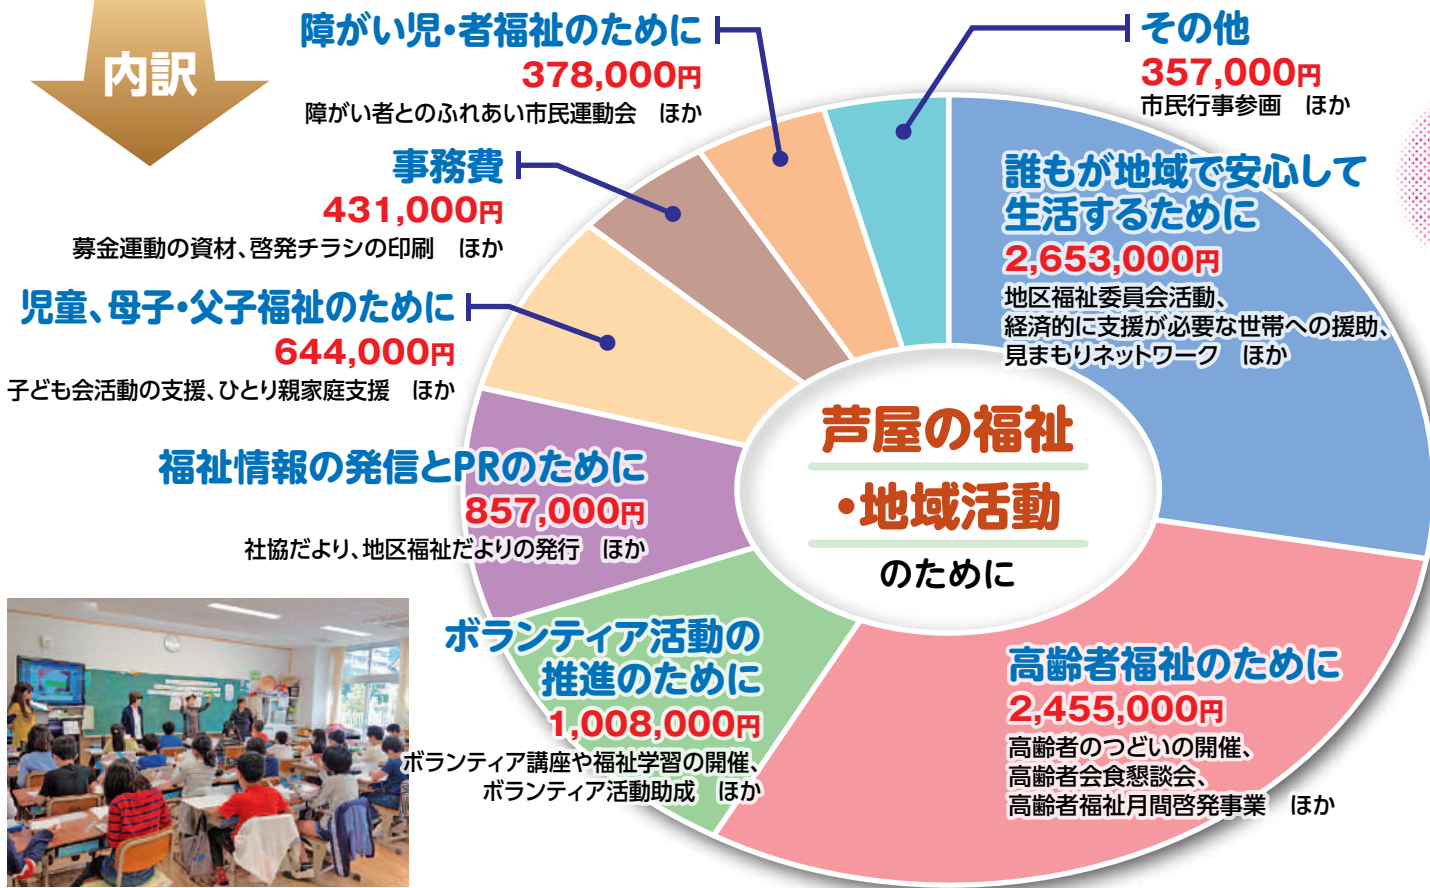 内訳
障がい児・者福祉のために
378,000円
障がい者とのふれあい市民運動会　ほか
その他
357,000円
市民行事参画　ほか
事務費
431,000円
募金運動の資材、啓発チラシの印刷　ほか
誰もが地域で安心して
生活するために
2,653,000円
地区福祉委員会活動、
経済的に支援が必要な世帯への援助、
見まもりネットワーク　ほか
児童、母子・父子福祉のために
644,000円
子ども会活動の支援、ひとり親家庭支援　ほか
芦屋の福祉
・地域活動
のために
福祉情報の発信とPRのために
857,000円
社協だより、地区福祉だよりの発行　ほか
ボランティア活動の
推進のために
1,008,000円
ボランティア講座や福祉学習の開催、
ボランティア活動助成　ほか
高齢者福祉のために
2,455,000円
高齢者のつどいの開催、
高齢者会食懇談会、
高齢者福祉月間啓発事業　ほか